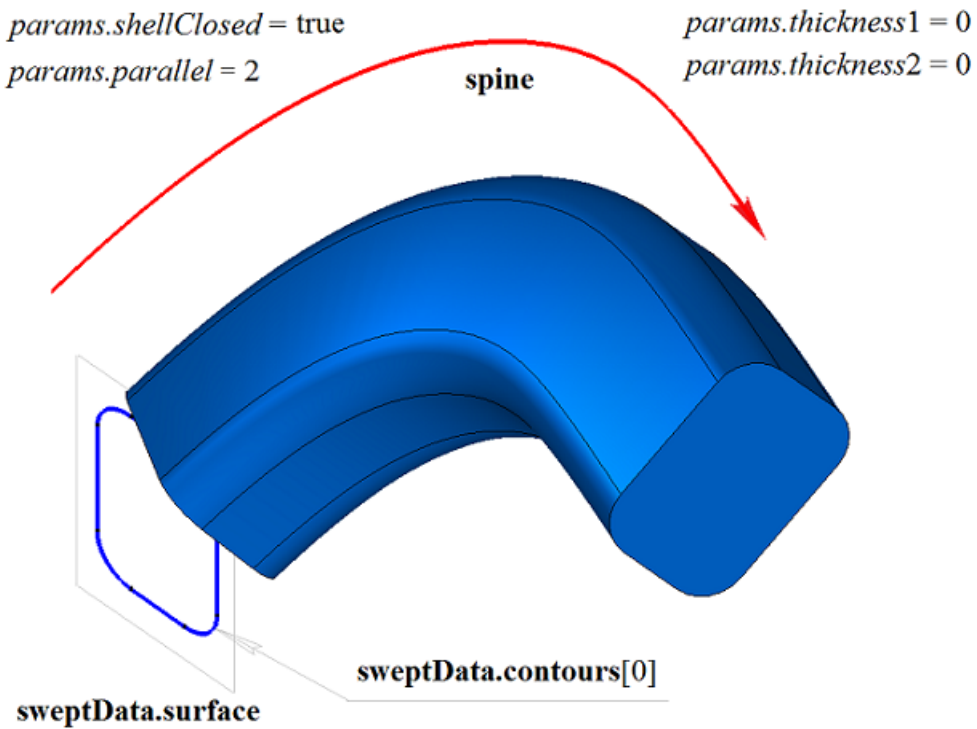 params.shellClosed = true
params.parallel = 2
params.thickness1 = 0
params.thickness2 = 0
spine
sweptData.contours[0]
sweptData.surface